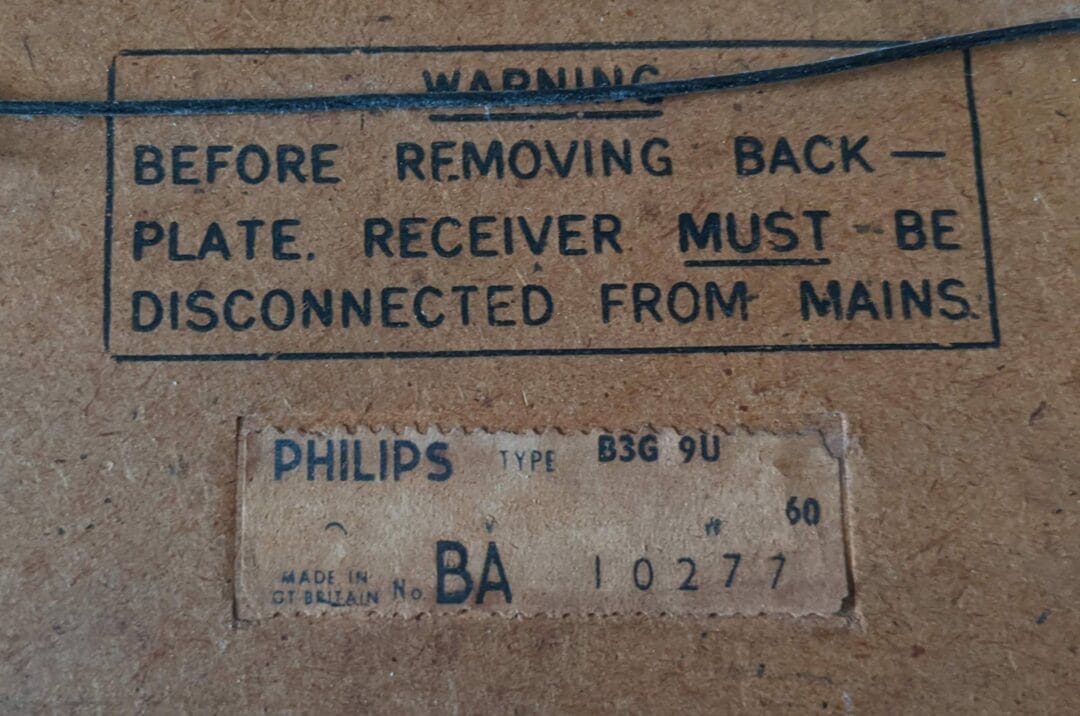 WARNING
BEFORE REMOVING BACK —
PLATE. RECEIVER MUST BE
DISCONNECTED FROM MAINS.
PHILIPS TYPE B3G 9U
60
MADE IN
GT BRITAIN No. BA 10277